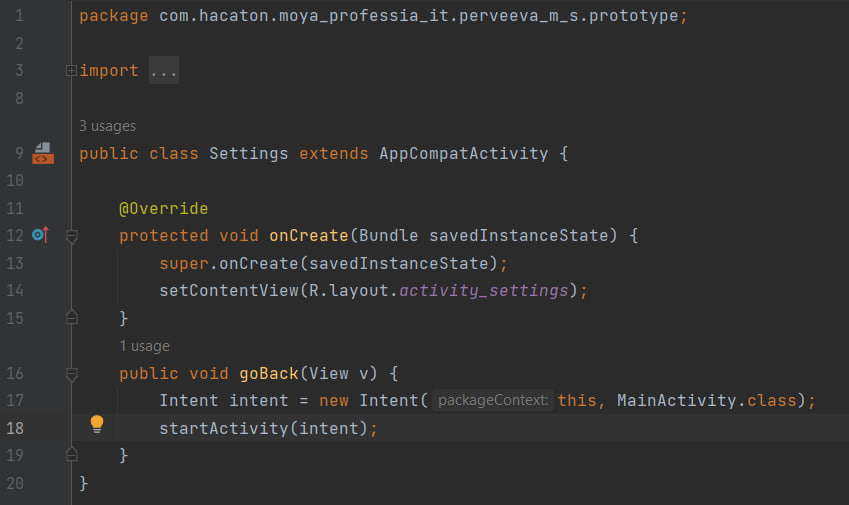 1 package com.hacaton.moya_professia_it.perveeva_m_s.prototype;
2
3 import ...
8
3 usages
9 public class Settings extends AppCompatActivity {
10
11 @Override
12 protected void onCreate(Bundle savedInstanceState) {
13 super.onCreate(savedInstanceState);
14 setContentView(R.layout.activity_settings);
15 }
1 usage
16 public void goBack(View v) {
17 Intent intent = new Intent( packageContext: this, MainActivity.class);
18 startActivity(intent);
19 }
20 }